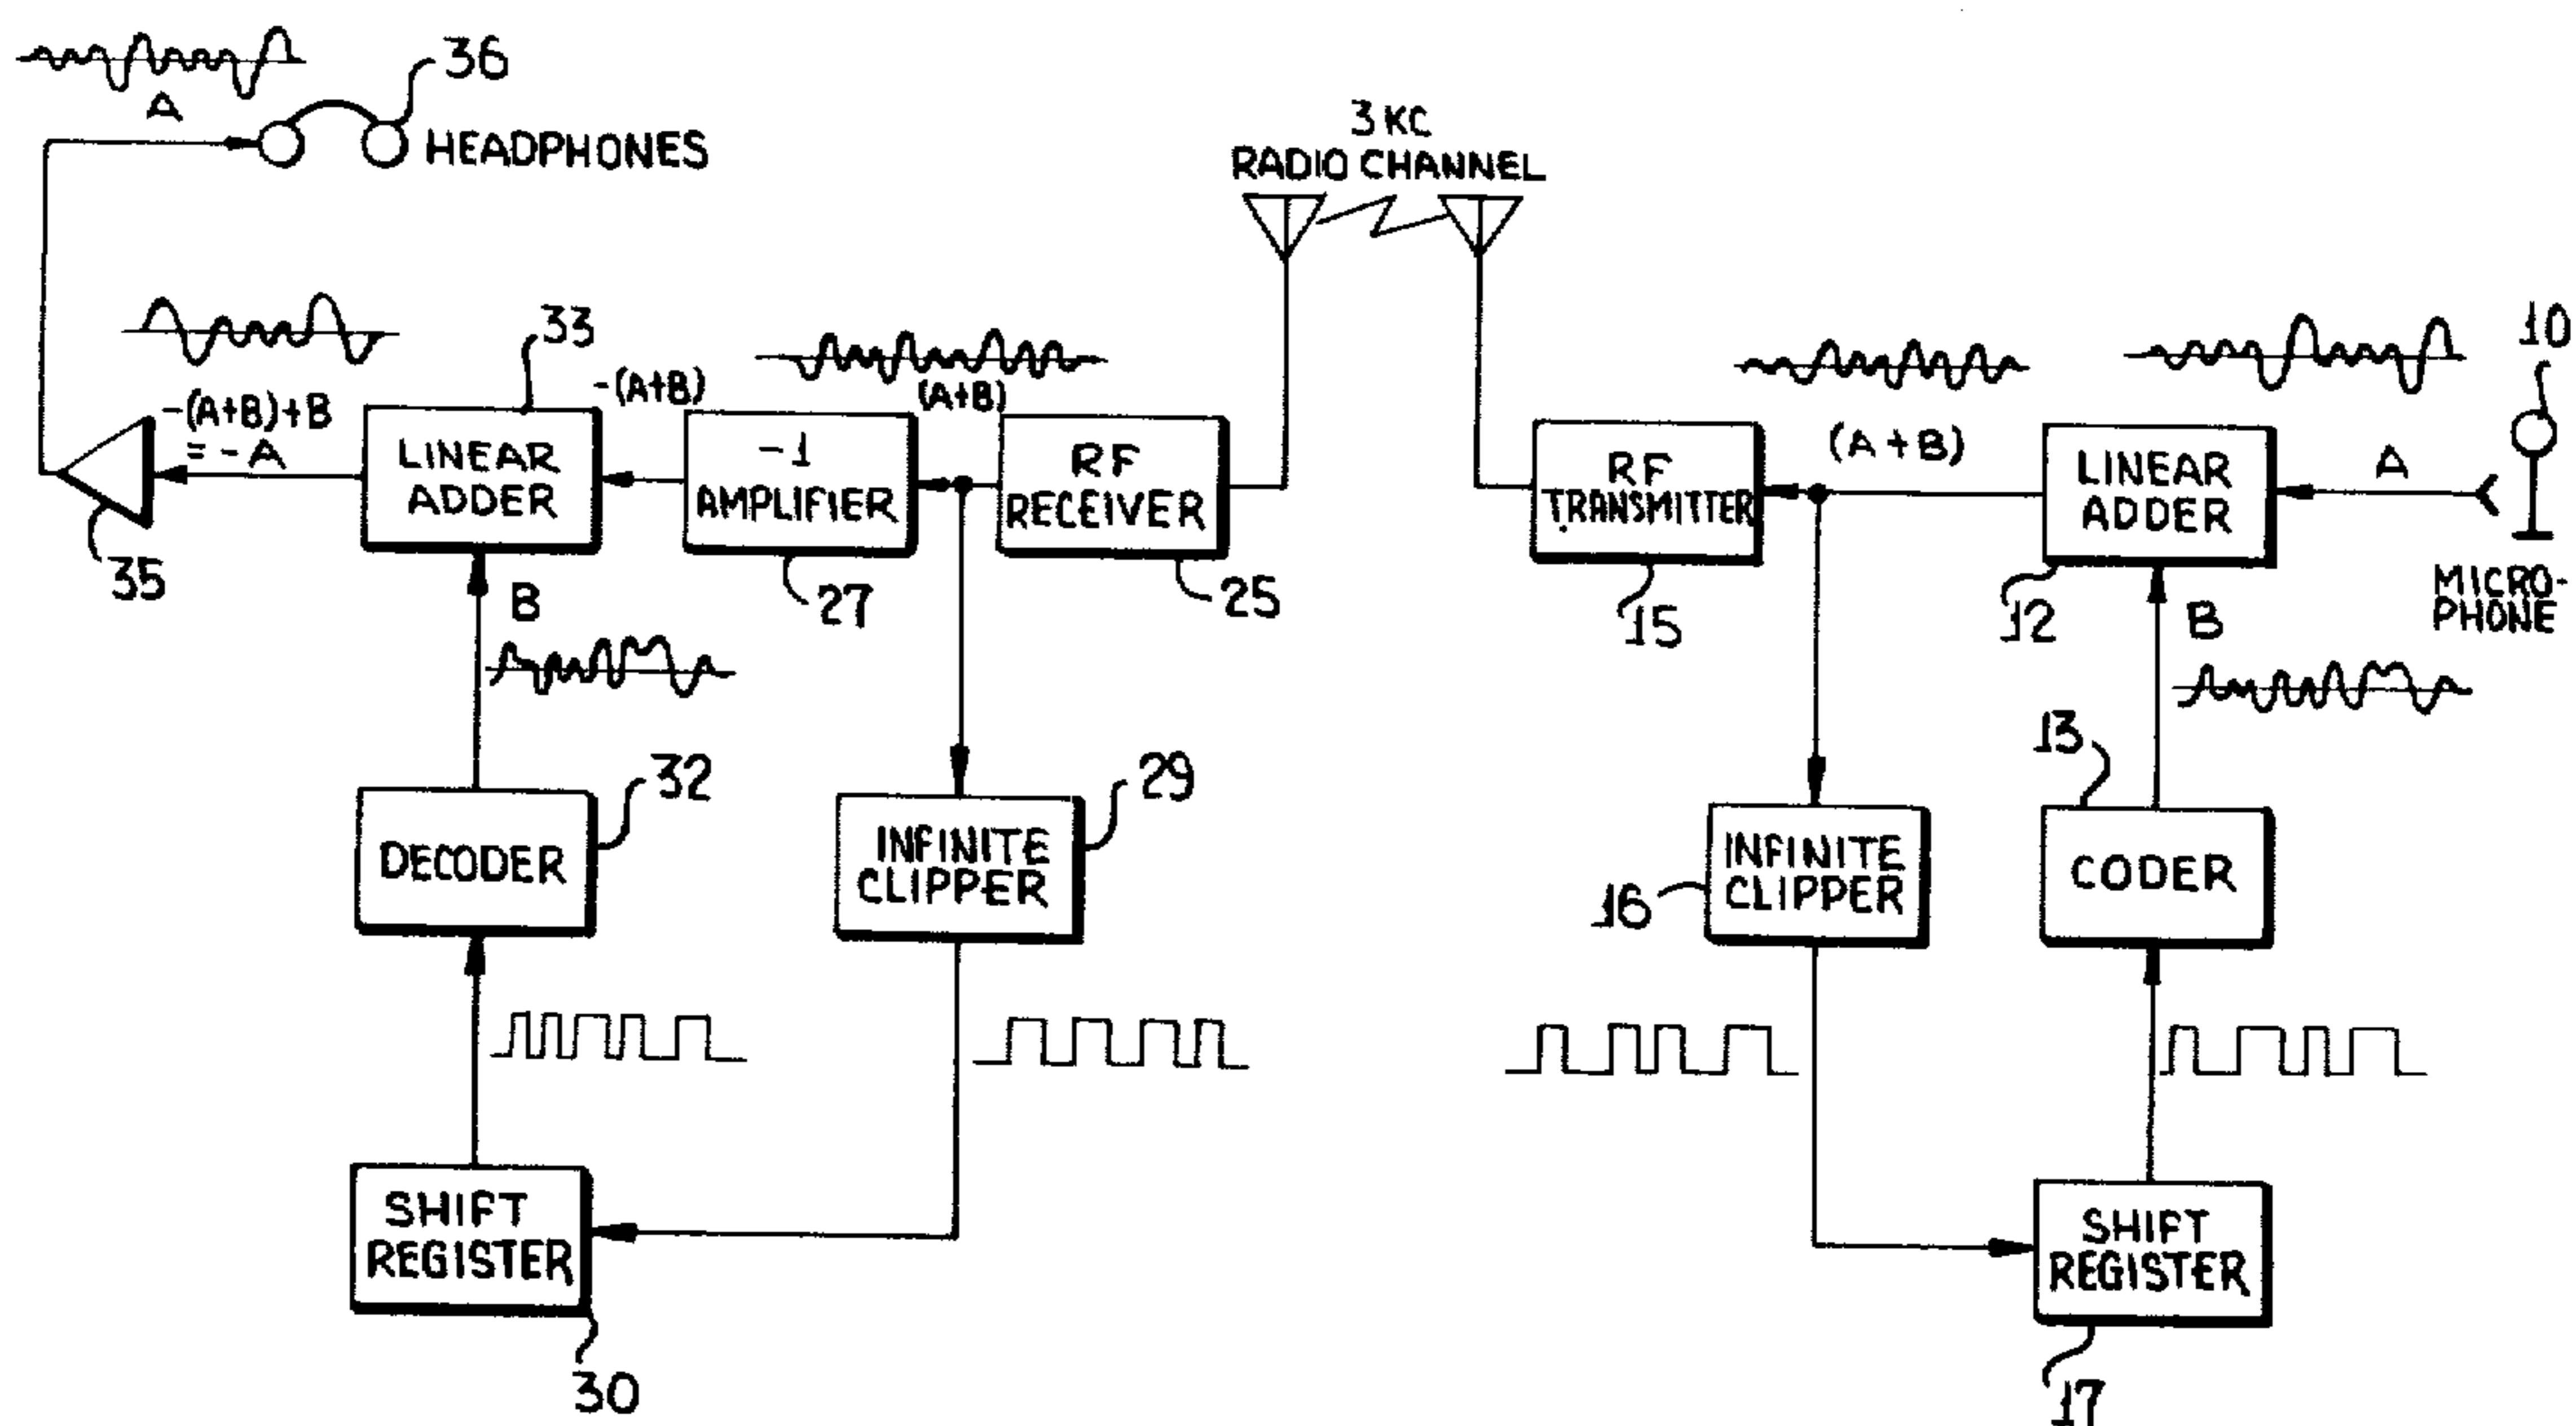 36
A
HEADPHONES
3 KC
RADIO CHANNEL
33
-(A+B)+B
= -A
LINEAR
ADDER
-(A+B)
-1
AMPLIFIER
(A+B)
RF
RECEIVER
35
B
27
25
RF
TRANSMITTER
(A+B)
LINEAR
ADDER
A
10
MICRO-
PHONE
15
12
B
32
DECODER
29
INFINITE
CLIPPER
16
INFINITE
CLIPPER
13
CODER
SHIFT
REGISTER
30
SHIFT
REGISTER
17